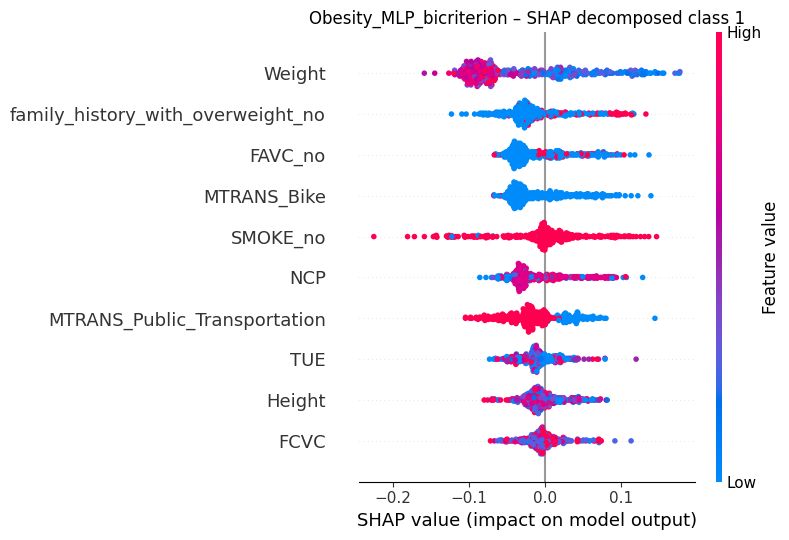 Obesity_MLP_bicriterion – SHAP decomposed class 1
High
Weight
family_history_with_overweight_no
FAVC_no
MTRANS_Bike
SMOKE_no
NCP
MTRANS_Public_Transportation
TUE
Height
FCVC
Feature value
Low
−0.2 −0.1 0.0 0.1
SHAP value (impact on model output)